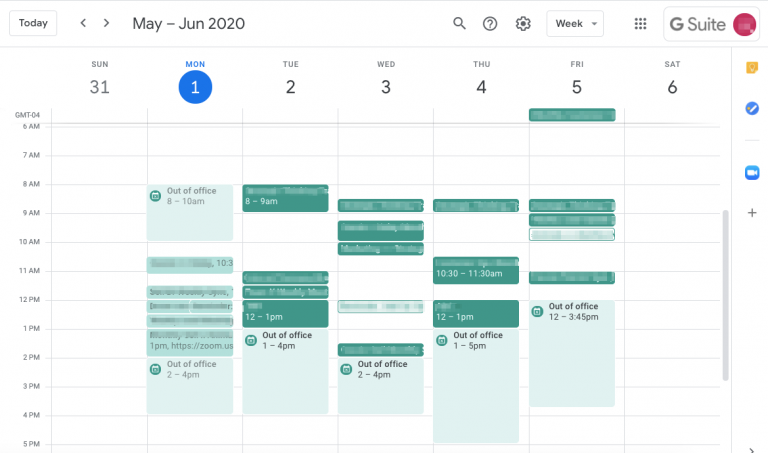 Today
May – Jun 2020
Week
G Suite
SUN MON TUE WED THU FRI SAT
31 1 2 3 4 5 6
GMT-04
6 AM
7 AM
8 AM
Out of office
8 – 10am
8 – 9am
9 AM
10 AM
10:3
10:30 – 11:30am
11 AM
12 PM
12 – 1pm
12 – 1pm
Out of office
12 – 3:45pm
1 PM
1pm, https://zoom.us
Out of office
1 – 4pm
Out of office
1 – 5pm
2 PM
Out of office
2 – 4pm
Out of office
2 – 4pm
3 PM
4 PM
5 PM